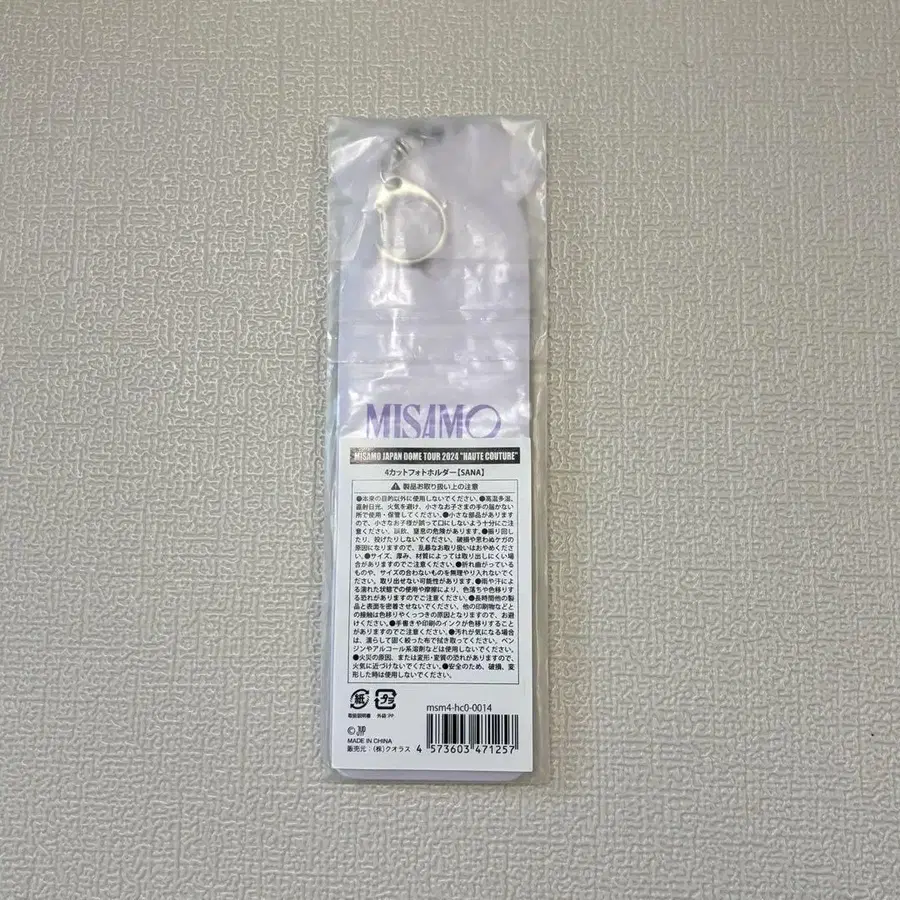 MISAMO
MISAMO JAPAN DOME TOUR 2024 "HAUTE COUTURE"
4カットフォトホルダー【SANA】
⚠ 製品お取り扱い上の注意
●本来の目的以外に使用しないでください。●高温多湿、
直射日光、火気を避け、小さなお子さまの手の届かない
所で使用・保管してください。●小さな部品があります
ので、小さなお子様が誤って口にしないよう十分にご注
意ください。誤飲、窒息の危険があります。●振り回し
たり、投げたりしないでください。破損や思わぬケガの
原因になりますので、乱暴なお取り扱いはおやめくださ
い。●サイズ、厚み、材質によっては取り出しにくい場
合がありますのでご注意ください。●折れ曲がっている
ものや、サイズの合わないものを無理やり入れないでく
ださい。取り出せない可能性があります。●雨や汗によ
る濡れた状態での使用や摩擦により、色落ちや色移りす
る恐れがありますのでご注意ください。●長時間他の製
品と表面を密着させないでください。他の印刷物などと
の接触は色移りやくっつきの原因となりますので、お避
けください。●手書きや印刷のインクが色移りすること
がありますのでご注意ください。●汚れが気になる場合
は、濡らして固く絞った布で拭き取ってください。ベン
ジンやアルコール系溶剤などは使用しないでください。
●火災の原因、または変形・変質の恐れがありますので、
火気に近づけないでください。●安全のため、破損、変
形した時は使用しないでください。
紙 プラ
取扱説明書 外袋:プラ
msm4-hc0-0014
©
MADE IN CHINA
販売元:(株)クオラス
4 573603 471257